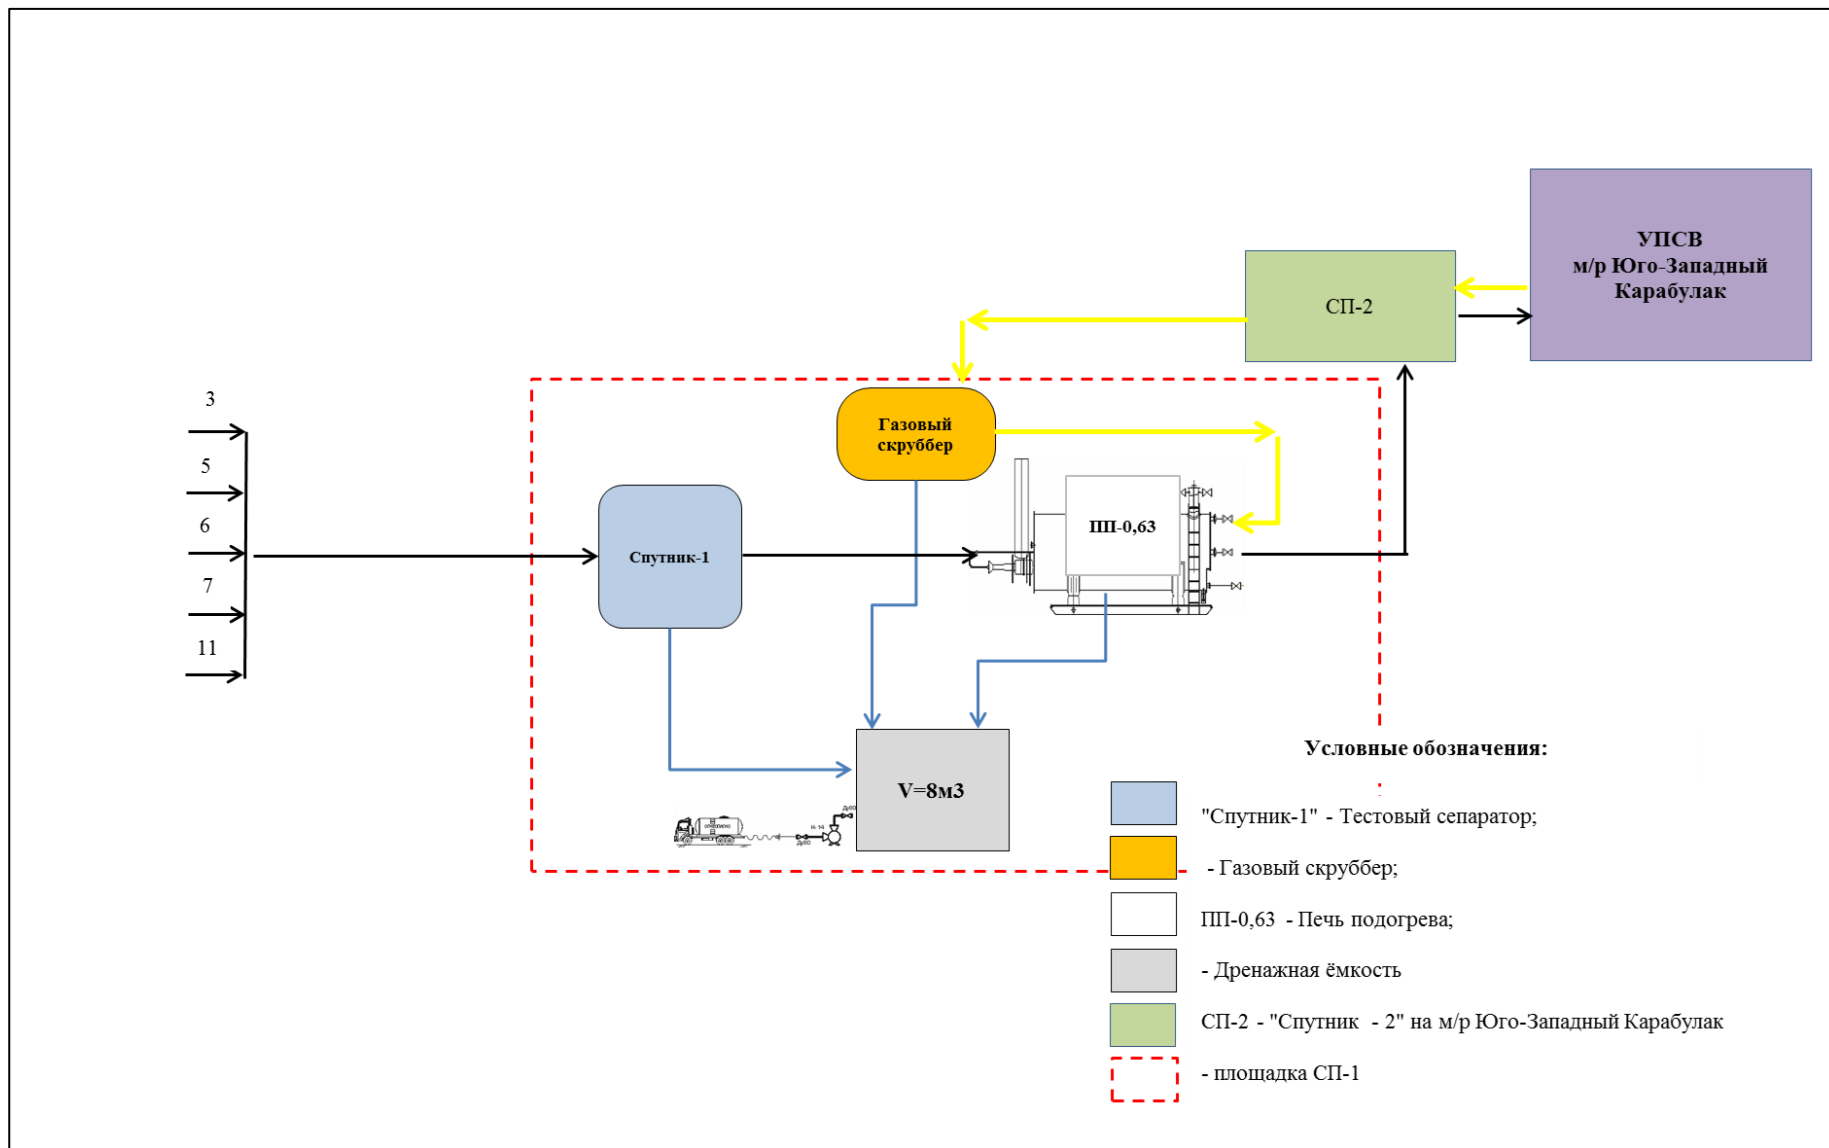 УПСВ
м/р Юго-Западный
Карабулак
СП-2
3
5
6
7
11
Газовый
скруббер
ПП-0,63
Спутник-1
V=8м3
Условные обозначения:
"Спутник-1" - Тестовый сепаратор;
- Газовый скруббер;
ПП-0,63 - Печь подогрева;
- Дренажная ёмкость
СП-2 - "Спутник - 2" на м/р Юго-Западный Карабулак
- площадка СП-1